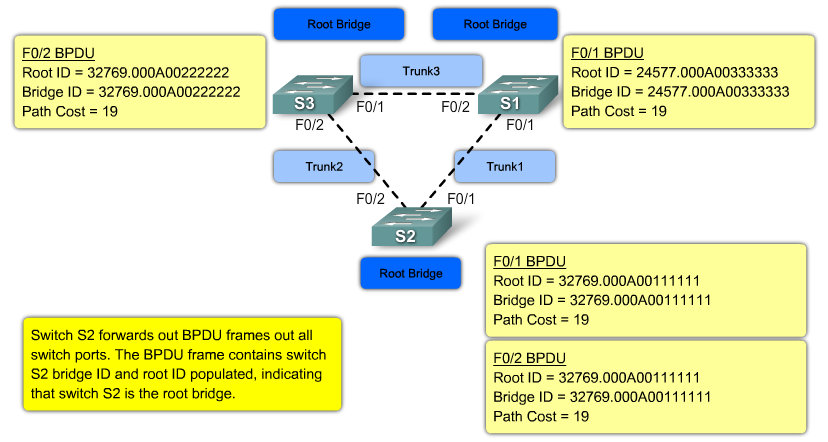 Root Bridge
Root Bridge
F0/2 BPDU
Root ID = 32769.000A00222222
Bridge ID = 32769.000A00222222
Path Cost = 19
Trunk3
F0/1 BPDU
Root ID = 24577.000A00333333
Bridge ID = 24577.000A00333333
Path Cost = 19
S3
F0/1
F0/2
S1
F0/2
F0/1
Trunk2
Trunk1
F0/2
F0/1
S2
Root Bridge
F0/1 BPDU
Root ID = 32769.000A00111111
Bridge ID = 32769.000A00111111
Path Cost = 19
Switch S2 forwards out BPDU frames out all
switch ports. The BPDU frame contains switch
S2 bridge ID and root ID populated, indicating
that switch S2 is the root bridge.
F0/2 BPDU
Root ID = 32769.000A00111111
Bridge ID = 32769.000A00111111
Path Cost = 19